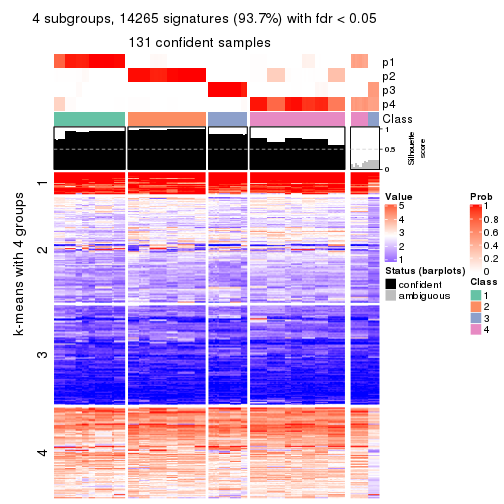 4 subgroups, 14265 signatures (93.7%) with fdr < 0.05
131 confident samples
p1
p2
p3
p4
Class
1
0.5
0
Silhouette
score
k-means with 4 groups
1
2
3
4
Value
5
4
3
2
1
Status (barplots)
confident
ambiguous
Prob
1
0.8
0.6
0.4
0.2
0
Class
1
2
3
4